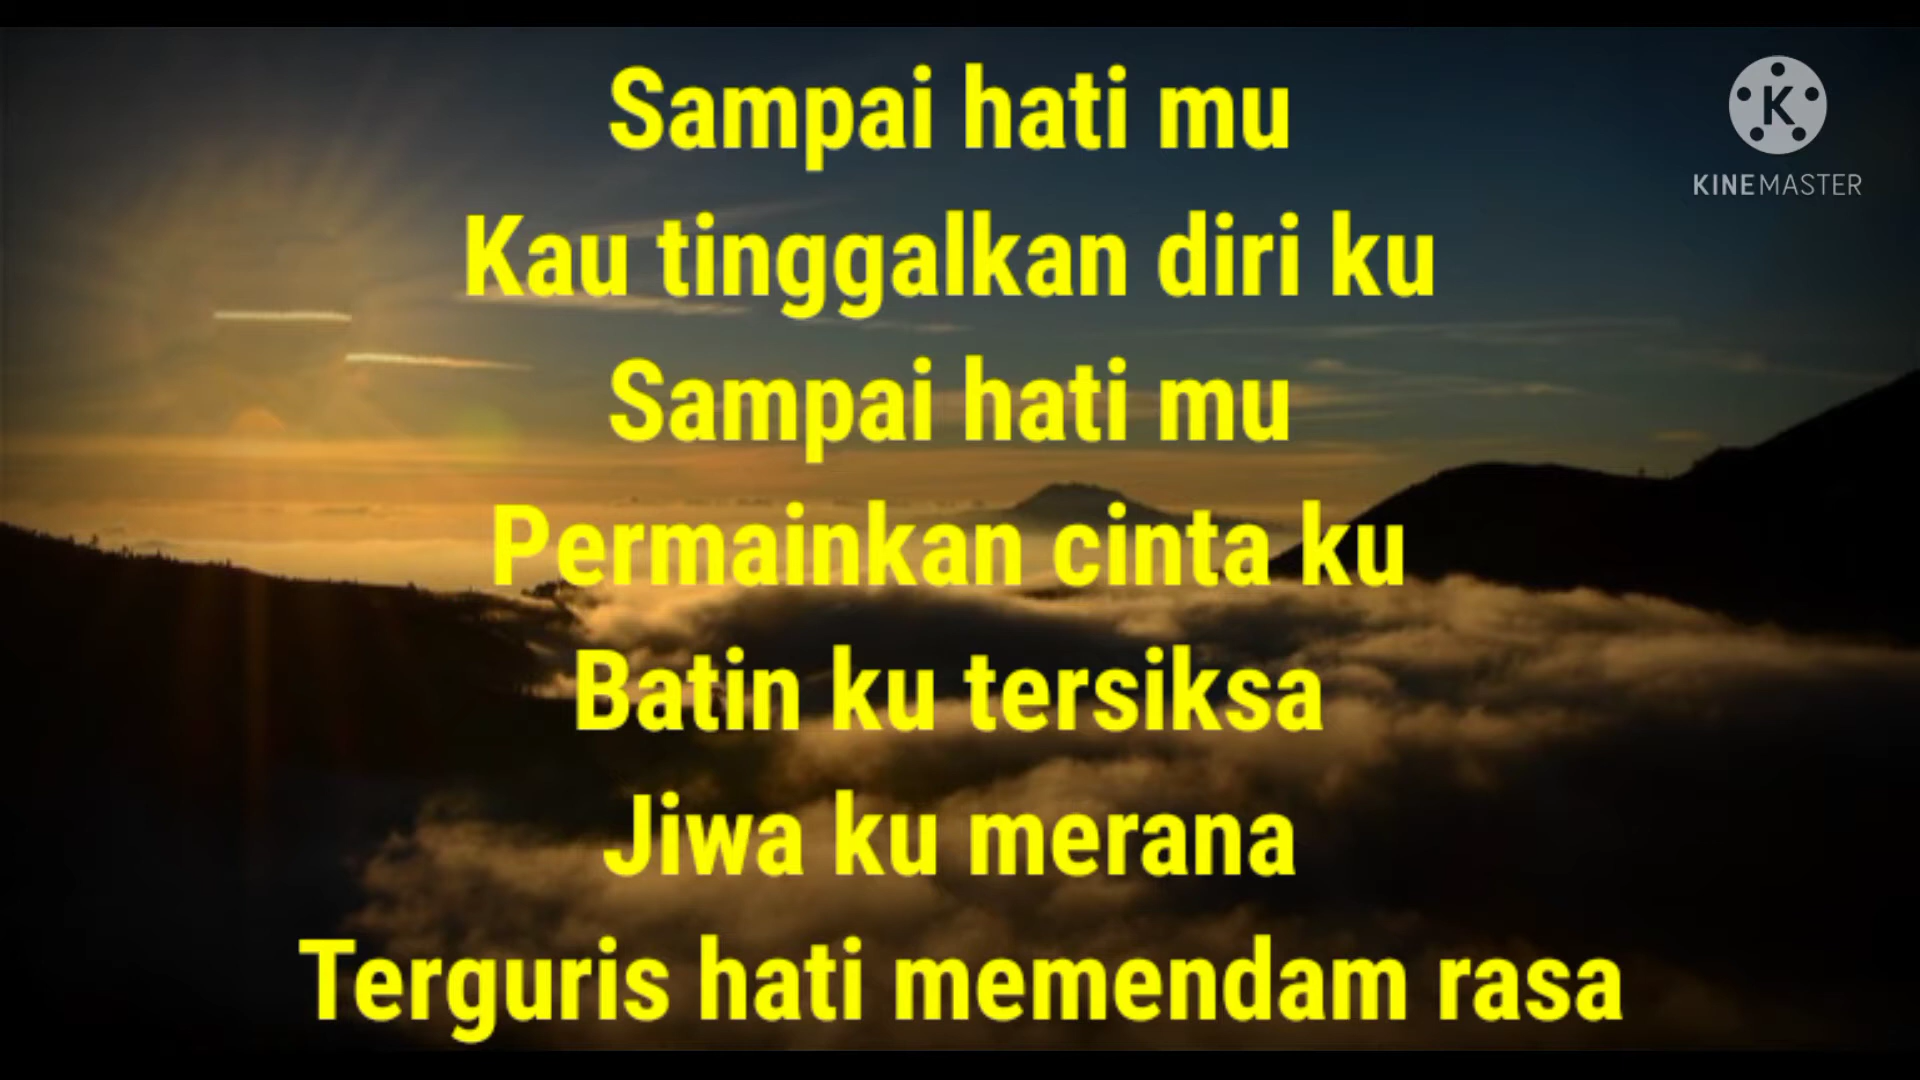 Sampai hati mu
Kau tinggalkan diri ku
Sampai hati mu
Permainkan cinta ku
Batin ku tersiksa
Jiwa ku merana
Terguris hati memendam rasa
K
KINEMASTER